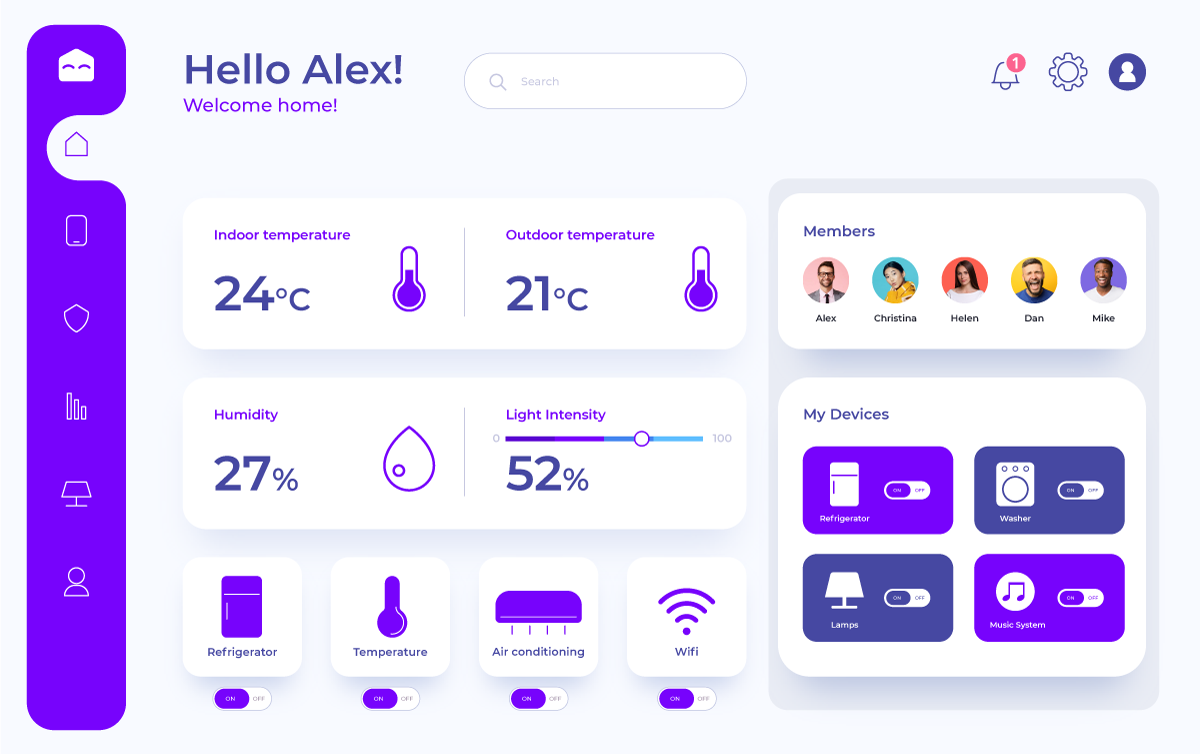 Hello Alex!
Welcome home!
Search
1
Indoor temperature
24°C
Outdoor temperature
21°C
Humidity
27%
Light Intensity
0
100
52%
Refrigerator
ON OFF
Temperature
ON OFF
Air conditioning
ON OFF
Wifi
ON OFF
Members
Alex
Christina
Helen
Dan
Mike
My Devices
Refrigerator
ON OFF
Washer
ON OFF
Lamps
ON OFF
Music System
ON OFF